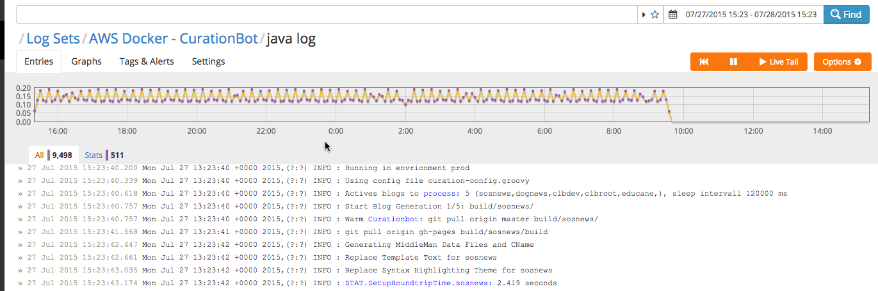 07/27/2015 15:23 - 07/28/2015 15:23 Find
/ Log Sets / AWS Docker - CurationBot / java log
Entries Graphs Tags & Alerts Settings
Live Tail Options
0.20
0.15
0.10
0.05
0.00
16:00 18:00 20:00 22:00 0:00 2:00 4:00 6:00 8:00 10:00 12:00 14:00
All 9,498 Stats 511
» 27 Jul 2015 15:23:40.200 Mon Jul 27 13:23:40 +0000 2015,(?:?) INFO : Running in envrionment prod
» 27 Jul 2015 15:23:40.339 Mon Jul 27 13:23:40 +0000 2015,(?:?) INFO : Using config file curation-config.groovy
» 27 Jul 2015 15:23:40.618 Mon Jul 27 13:23:40 +0000 2015,(?:?) INFO : Actives blogs to process: 5 (sosnews,dognews,clbdev,clbroot,educane,), sleep intervall 120000 ms
» 27 Jul 2015 15:23:40.757 Mon Jul 27 13:23:40 +0000 2015,(?:?) INFO : Start Blog Generation 1/5: build/sosnews/
» 27 Jul 2015 15:23:40.757 Mon Jul 27 13:23:40 +0000 2015,(?:?) INFO : Warm Curationbot: git pull origin master build/sosnews/
» 27 Jul 2015 15:23:41.568 Mon Jul 27 13:23:41 +0000 2015,(?:?) INFO : git pull origin gh-pages build/sosnews/build
» 27 Jul 2015 15:23:42.447 Mon Jul 27 13:23:42 +0000 2015,(?:?) INFO : Generating MiddleMan Data Files and CName
» 27 Jul 2015 15:23:42.661 Mon Jul 27 13:23:42 +0000 2015,(?:?) INFO : Replace Template Text for sosnews
» 27 Jul 2015 15:23:43.035 Mon Jul 27 13:23:42 +0000 2015,(?:?) INFO : Replace Syntax Highlighting Theme for sosnews
» 27 Jul 2015 15:23:43.174 Mon Jul 27 13:23:42 +0000 2015,(?:?) INFO : STAT.SetupRoundtripTime.sosnews: 2.419 seconds